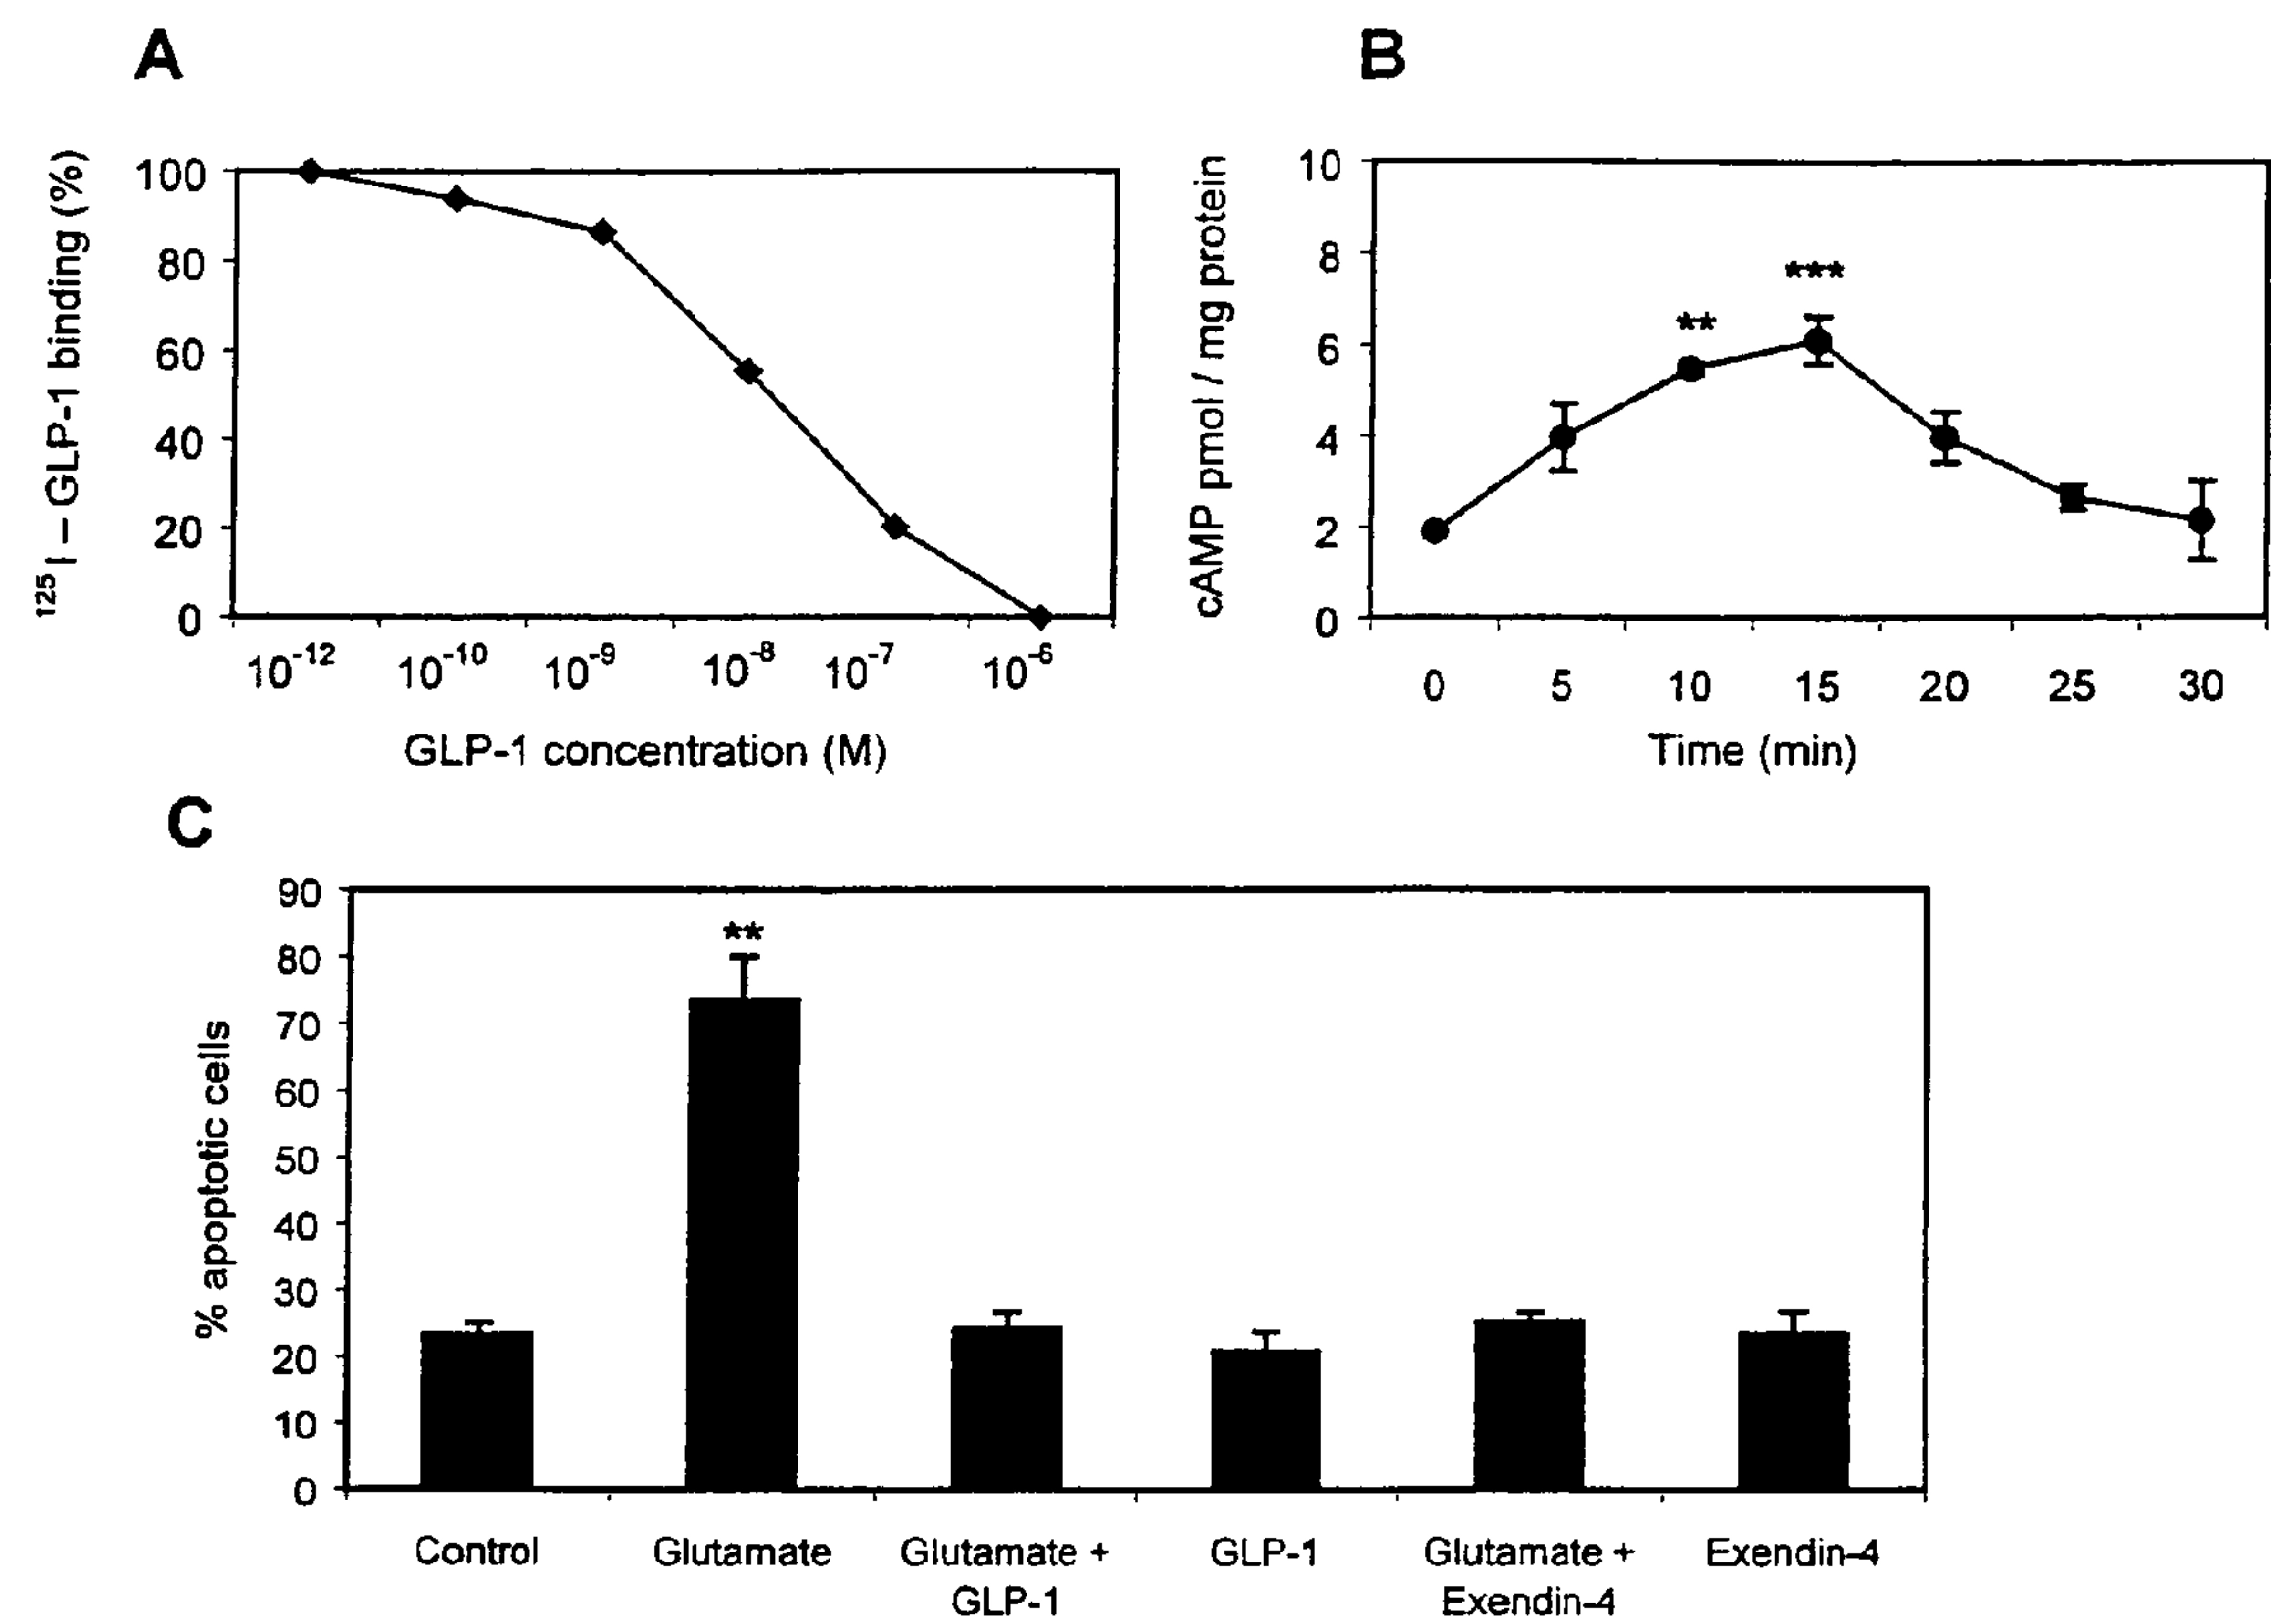 A
B
¹²⁵I – GLP-1 binding (%)
100
80
60
40
20
0
10⁻¹²
10⁻¹⁰
10⁻⁹
10⁻⁸
10⁻⁷
10⁻⁶
GLP-1 concentration (M)
cAMP pmol / mg protein
10
8
6
4
2
0
**
***
0
5
10
15
20
25
30
Time (min)
C
% apoptotic cells
90
80
70
60
50
40
30
20
10
0
**
Control
Glutamate
Glutamate +
GLP-1
GLP-1
Glutamate +
Exendin-4
Exendin-4